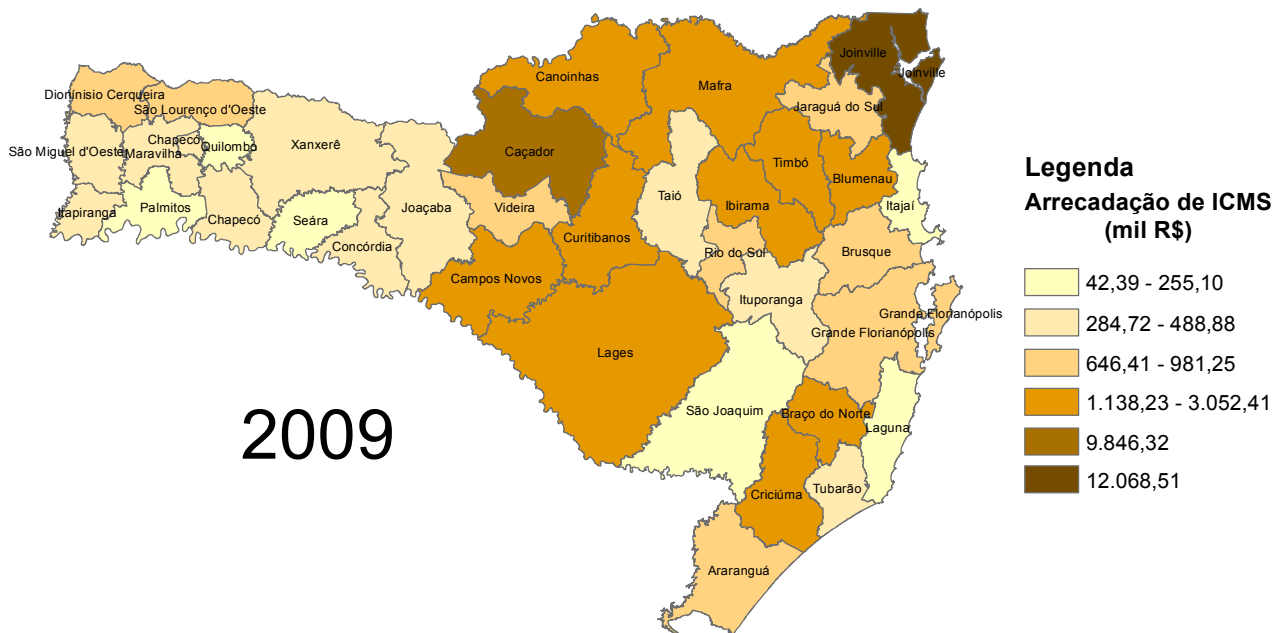 Joinville
Joinville
Canoinhas
Mafra
Dionínisio Cerqueira
São Lourenço d'Oeste
Jaraguá do Sul
Chapecó
Quilombo
Xanxerê
São Miguel d'Oeste
Maravilha
Caçador
Timbó
Blumenau
Taió
Ibirama
Itajaí
Itapiranga
Palmitos
Chapecó
Seára
Joaçaba
Videira
Concórdia
Curitibanos
Rio do Sul
Brusque
Campos Novos
Ituporanga
Grande Florianópolis
Grande Florianópolis
Lages
São Joaquim
Braço do Norte
Laguna
Criciúma
Tubarão
Araranguá
2009
Legenda
Arrecadação de ICMS
(mil R$)
42,39 - 255,10
284,72 - 488,88
646,41 - 981,25
1.138,23 - 3.052,41
9.846,32
12.068,51